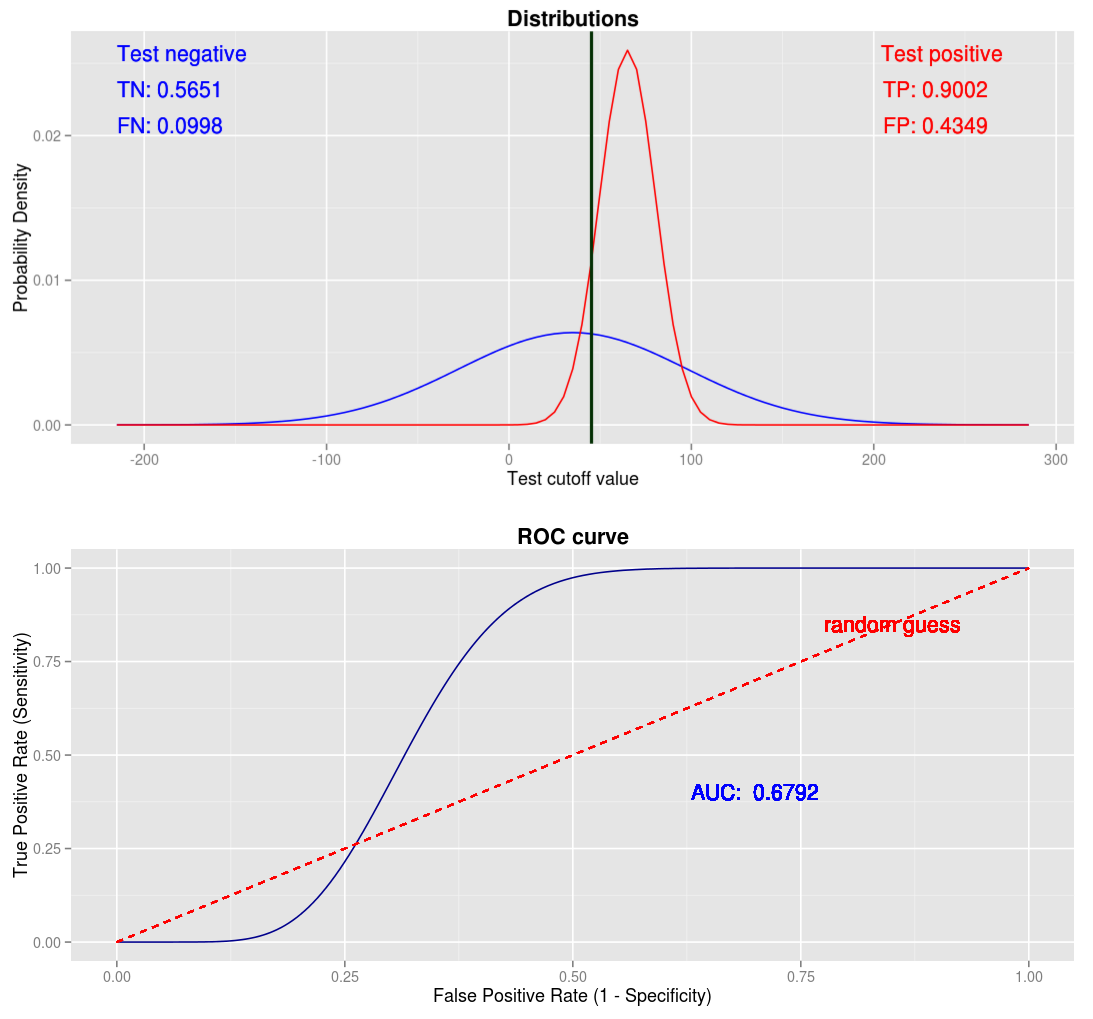 Distributions
Test negative
TN: 0.5651
FN: 0.0998
Test positive
TP: 0.9002
FP: 0.4349
Probability Density
0.02
0.01
0.00
-200 -100 0 100 200 300
Test cutoff value
ROC curve
True Positive Rate (Sensitivity)
1.00
0.75
0.50
0.25
0.00
random guess
AUC: 0.6792
0.00 0.25 0.50 0.75 1.00
False Positive Rate (1 - Specificity)